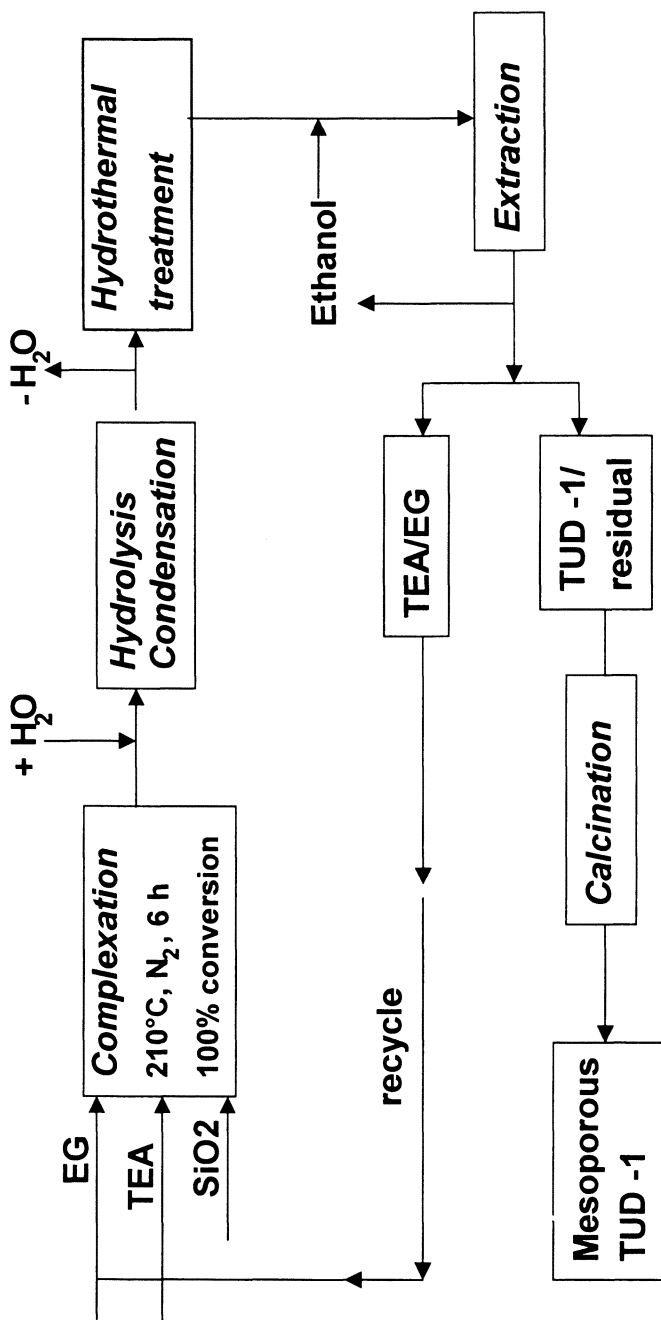 EG
TEA
SiO2
Complexation
210°C, N2, 6 h
100% conversion
+ H2O
Hydrolysis
Condensation
-H2O
Hydrothermal
treatment
Ethanol
Extraction
TEA/EG
recycle
TUD -1/
residual
Calcination
Mesoporous
TUD -1